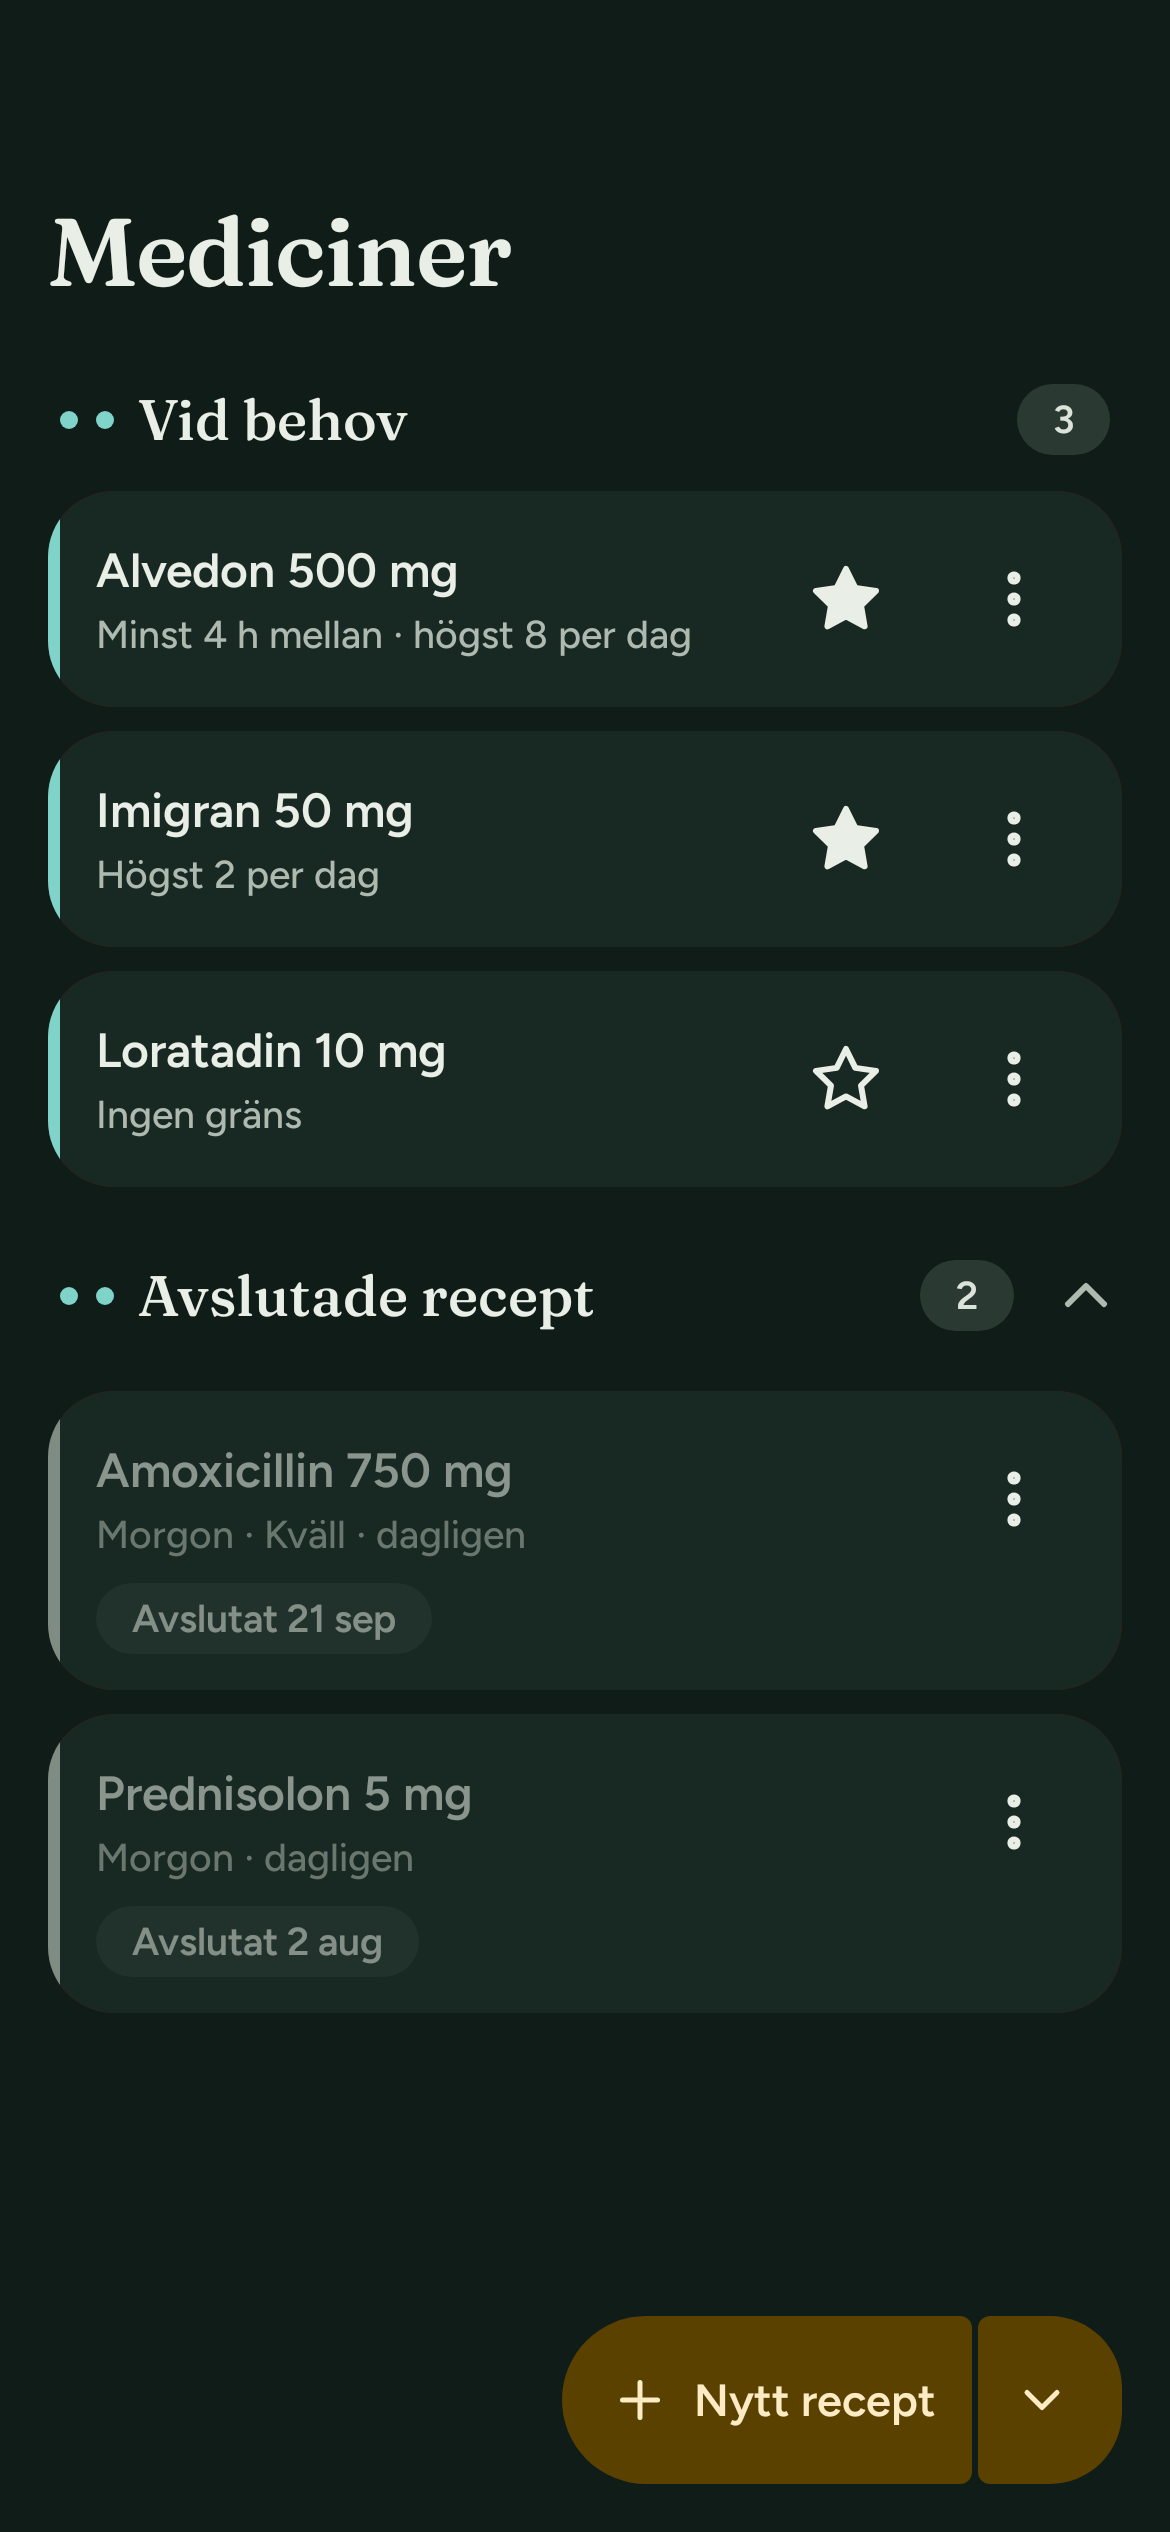 Mediciner
Vid behov
3
Alvedon 500 mg
Minst 4 h mellan · högst 8 per dag
Imigran 50 mg
Högst 2 per dag
Loratadin 10 mg
Ingen gräns
Avslutade recept
2
Amoxicillin 750 mg
Morgon · Kväll · dagligen
Avslutat 21 sep
Prednisolon 5 mg
Morgon · dagligen
Avslutat 2 aug
Nytt recept